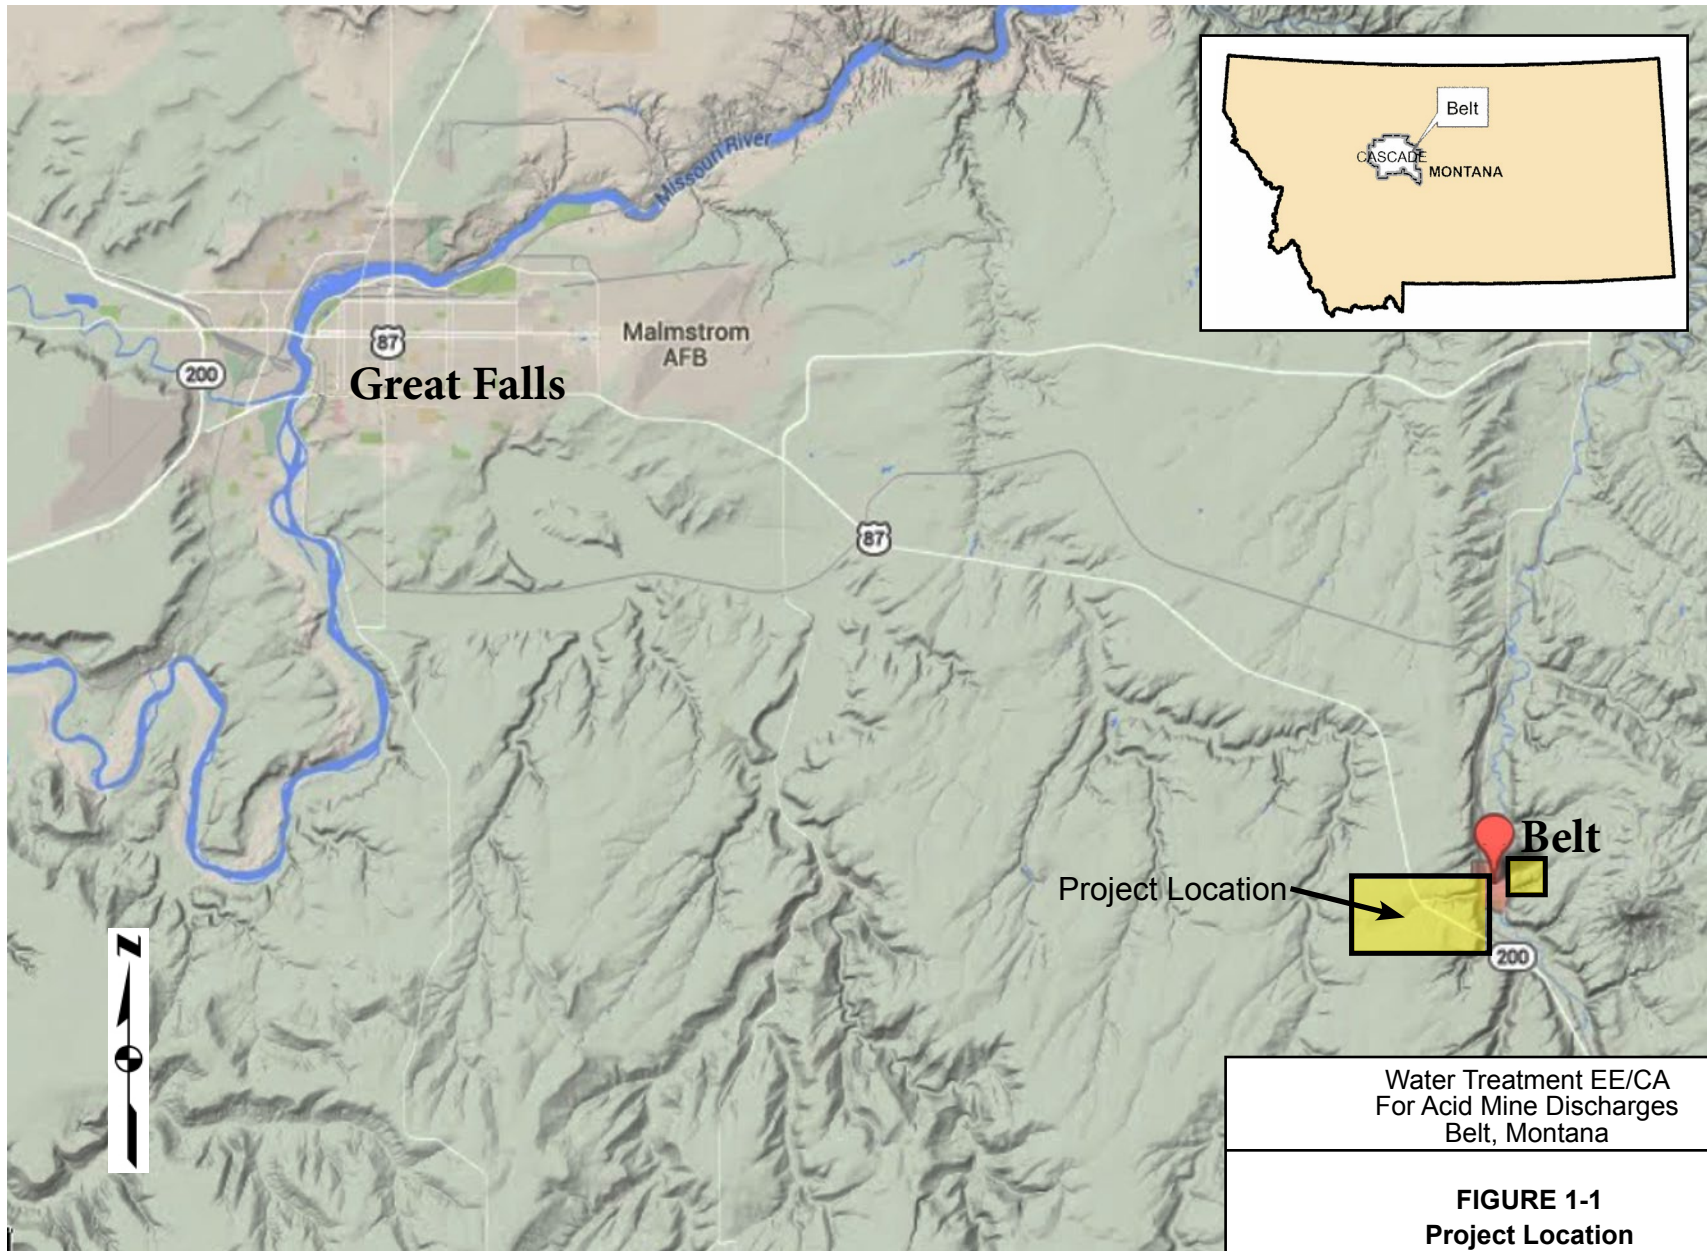 Belt
CASCADE
MONTANA
Missouri River
87
Malmstrom
AFB
200
Great Falls
87
Belt
Project Location
200
N
Water Treatment EE/CA
For Acid Mine Discharges
Belt, Montana
FIGURE 1-1
Project Location